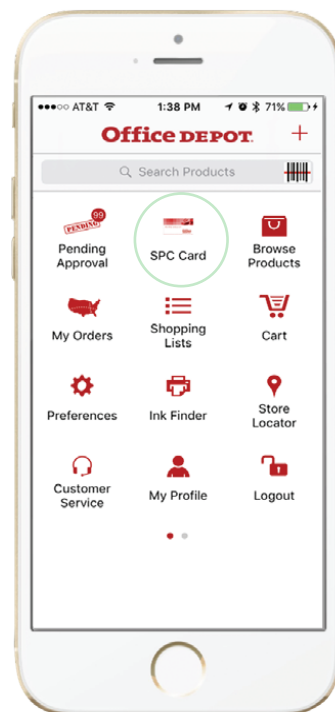 AT&T 1:38 PM 71%
Office DEPOT.
+
Search Products
99
PENDING
Pending
Approval
SPC Card
Browse
Products
My Orders
Shopping
Lists
Cart
Preferences
Ink Finder
Store
Locator
Customer
Service
My Profile
Logout